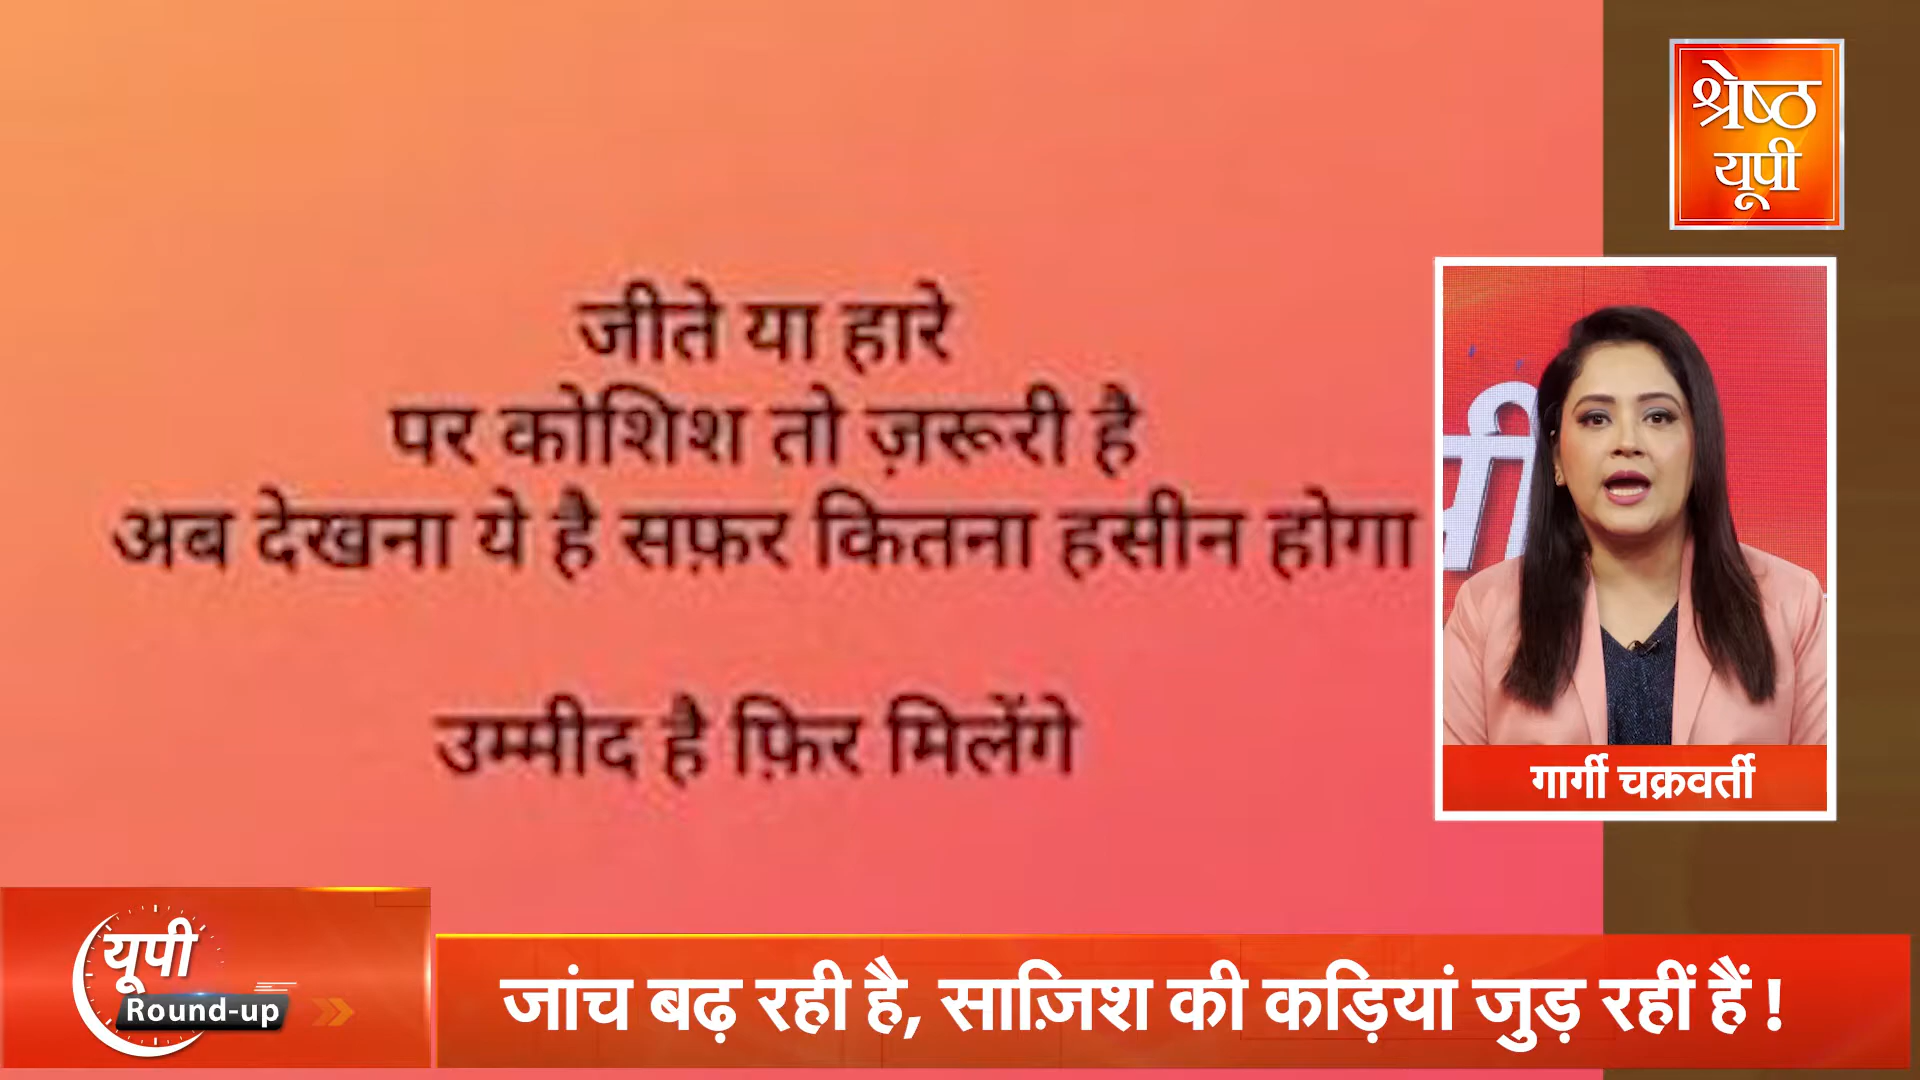 जीते या हारे
पर कोशिश तो ज़रूरी है
अब देखना ये है सफ़र कितना हसीन होगा
उम्मीद है फ़िर मिलेंगे
श्रेष्ठ
यूपी
गार्गी चक्रवर्ती
यूपी
Round-up
जांच बढ़ रही है, साज़िश की कड़ियां जुड़ रहीं हैं !